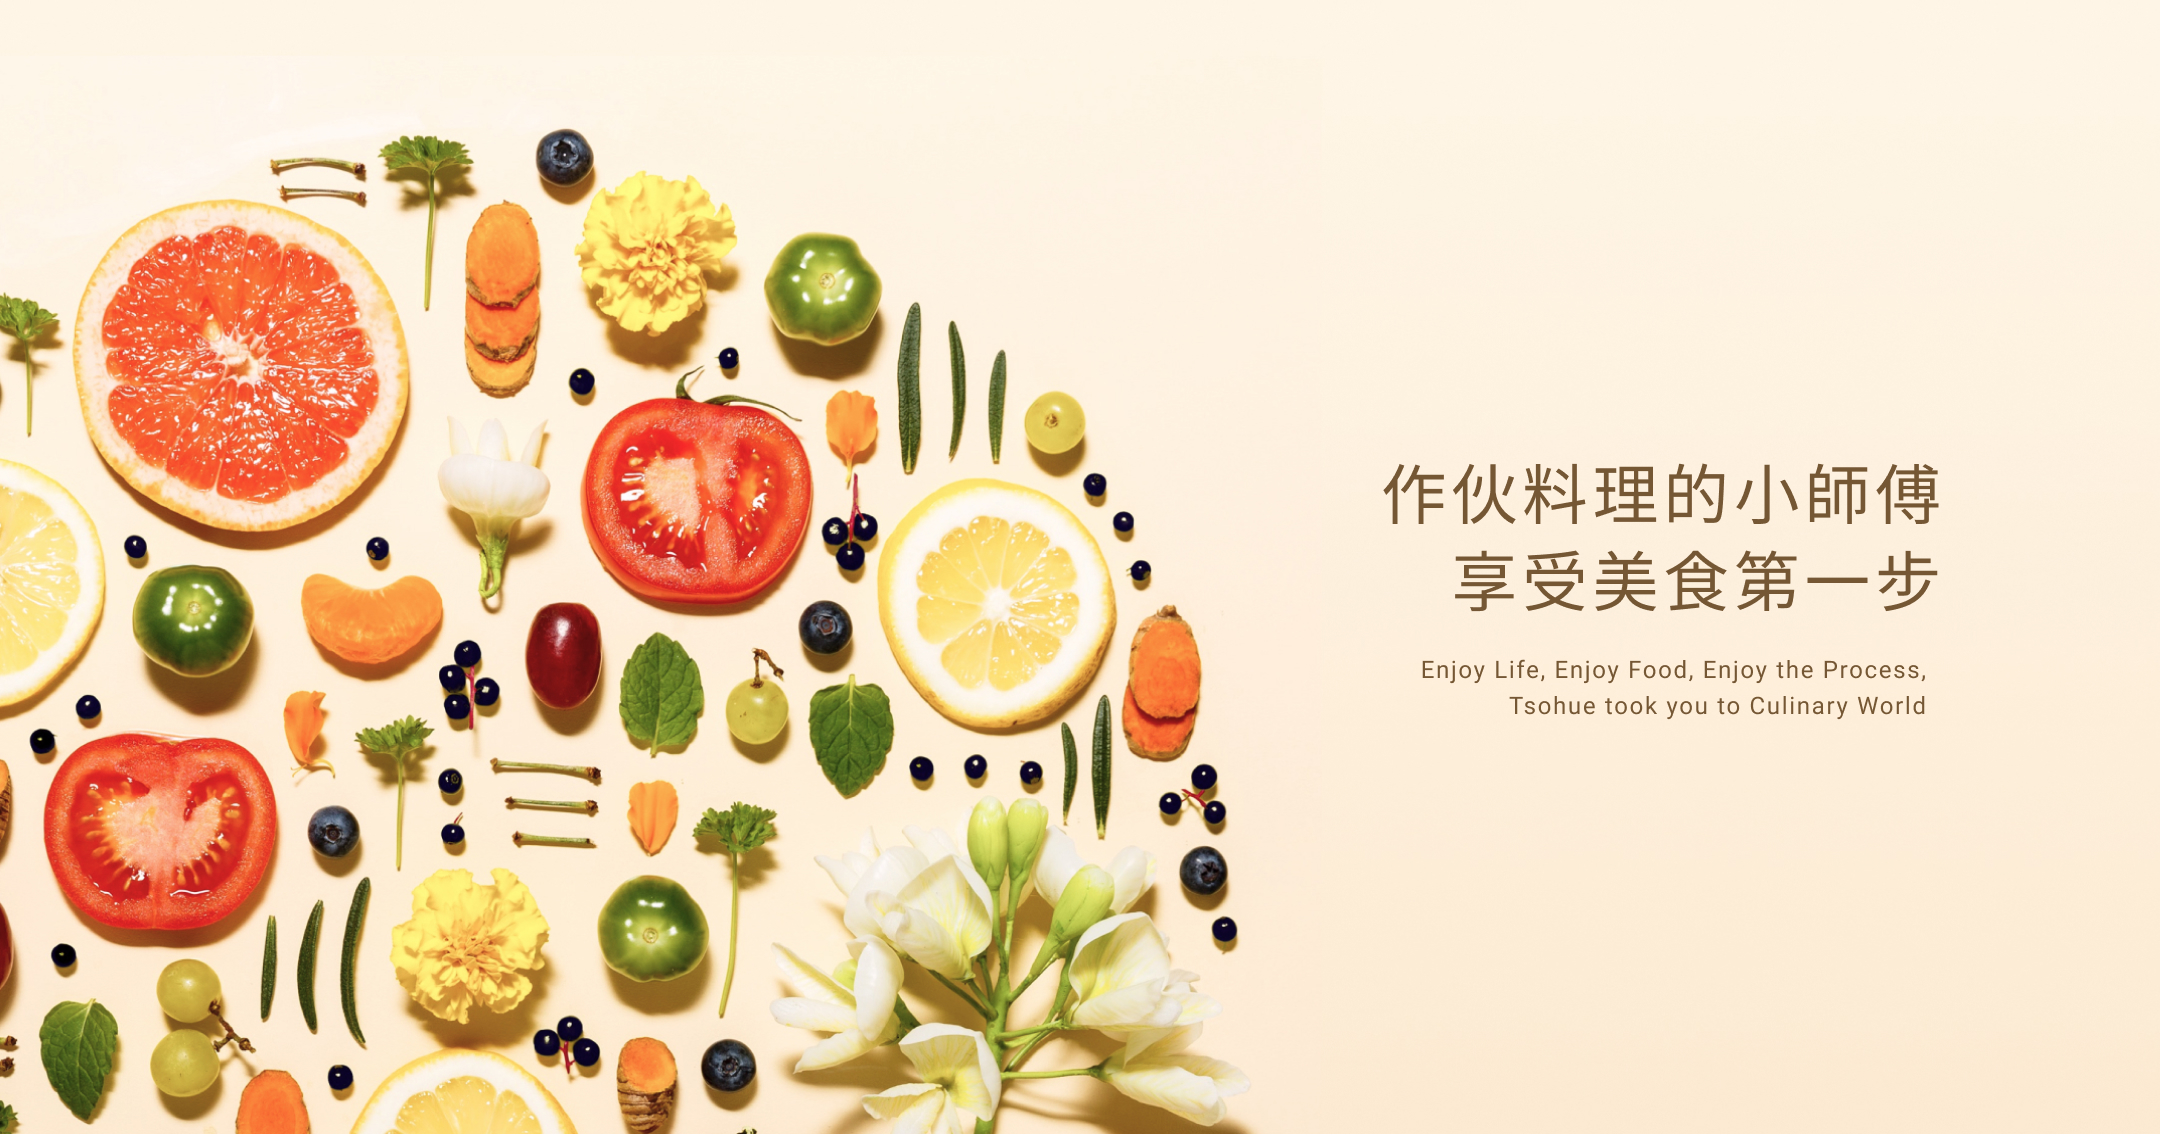 作伙料理的小師傅
享受美食第一步
Enjoy Life, Enjoy Food, Enjoy the Process,
Tsohue took you to Culinary World